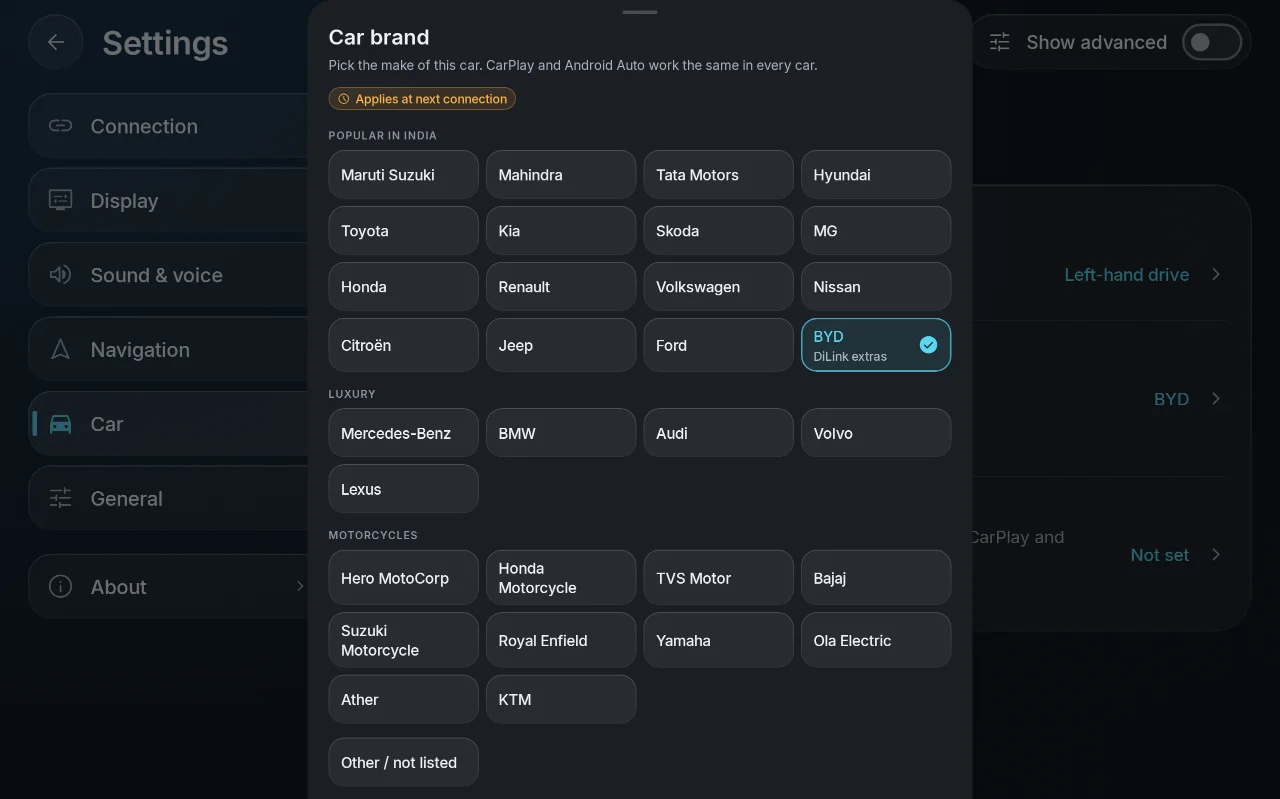 Settings
Show advanced
Connection
Display
Sound & voice
Navigation
Car
General
About
Car brand
Pick the make of this car. CarPlay and Android Auto work the same in every car.
Applies at next connection
POPULAR IN INDIA
Maruti Suzuki
Mahindra
Tata Motors
Hyundai
Toyota
Kia
Skoda
MG
Honda
Renault
Volkswagen
Nissan
Citroën
Jeep
Ford
BYD
DiLink extras
LUXURY
Mercedes-Benz
BMW
Audi
Volvo
Lexus
MOTORCYCLES
Hero MotoCorp
Honda
Motorcycle
TVS Motor
Bajaj
Suzuki
Motorcycle
Royal Enfield
Yamaha
Ola Electric
Ather
KTM
Other / not listed
Left-hand drive
BYD
CarPlay and
Not set